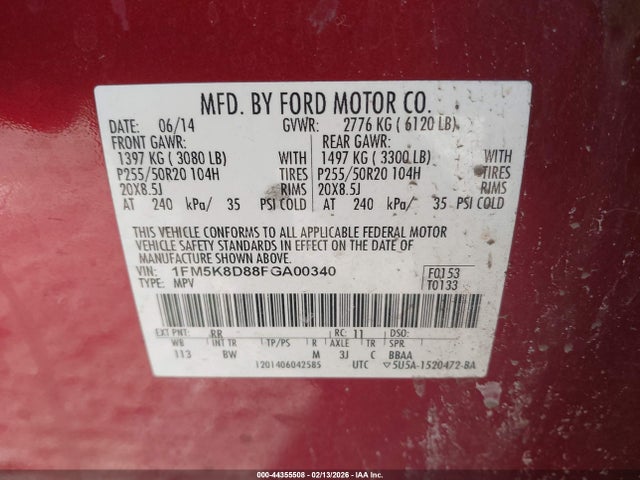 MFD. BY FORD MOTOR CO.
DATE: 06/14 GVWR: 2776 KG ( 6120 LB)
FRONT GAWR: REAR GAWR:
1397 KG ( 3080 LB) WITH 1497 KG ( 3300 LB) WITH
P255/50R20 104H TIRES P255/50R20 104H TIRES
20X8.5J RIMS 20X8.5J RIMS
AT 240 kPa/ 35 PSI COLD AT 240 kPa/ 35 PSI COLD
THIS VEHICLE CONFORMS TO ALL APPLICABLE FEDERAL MOTOR
VEHICLE SAFETY STANDARDS IN EFFECT ON THE DATE OF
MANUFACTURE SHOWN ABOVE.
VIN: 1FM5K8D88FGA00340 F0153
TYPE: MPV T0133
EXT PNT: RR RC: 11 DSO:
WB INT TR TP/PS R AXLE TR SPR
113 BW M 3J C BBAA
1201406042585 UTC ▽5U5A-1520472-BA
000-44355508 - 02/13/2026 - IAA Inc.